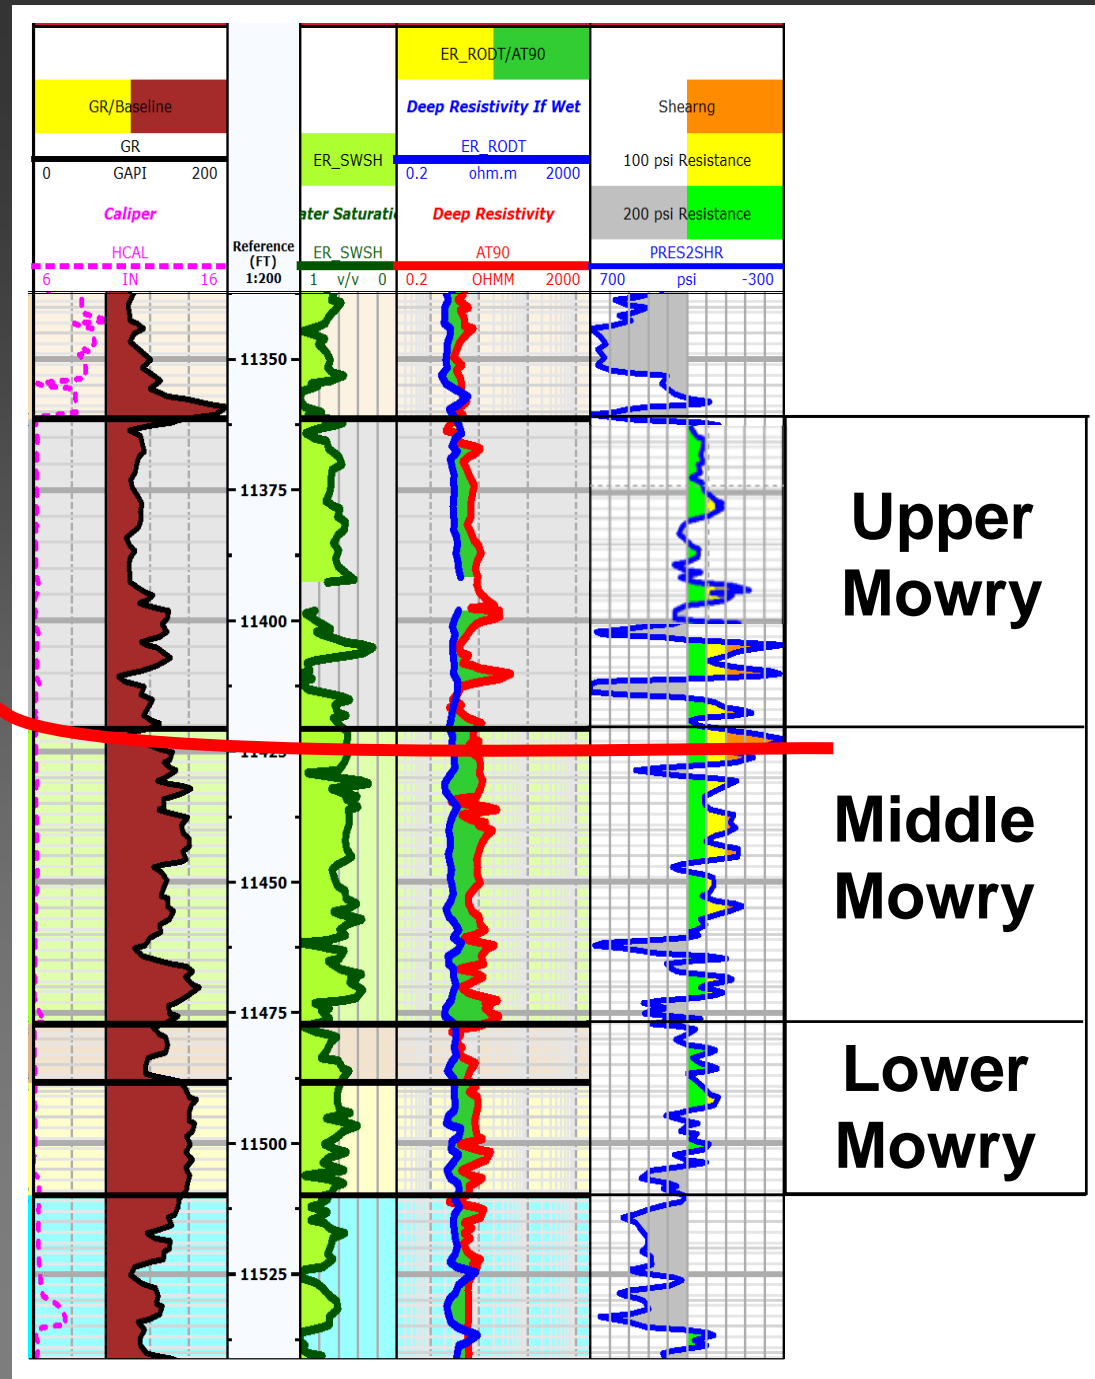 ER_RODT/AT90
GR/Baseline
Deep Resistivity If Wet
Shearng
GR
ER_RODT
ER_SWSH
100 psi Resistance
0 GAPI 200
0.2 ohm.m 2000
Caliper
ater Saturati
Deep Resistivity
200 psi Resistance
HCAL
Reference
(FT)
1:200
ER_SWSH
AT90
PRES2SHR
6 IN 16
1 v/v 0
0.2 OHMM 2000
700 psi -300
11350
11375
11400
11425
11450
11475
11500
11525
Upper
Mowry
Middle
Mowry
Lower
Mowry